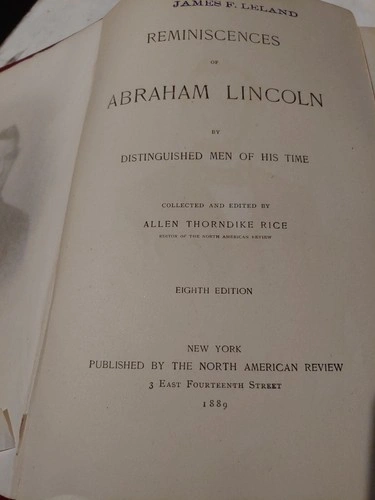 JAMES F. LELAND
REMINISCENCES
OF
ABRAHAM LINCOLN
BY
DISTINGUISHED MEN OF HIS TIME
COLLECTED AND EDITED BY
ALLEN THORNDIKE RICE
EDITOR OF THE NORTH AMERICAN REVIEW
EIGHTH EDITION
NEW YORK
PUBLISHED BY THE NORTH AMERICAN REVIEW
3 EAST FOURTEENTH STREET
1889